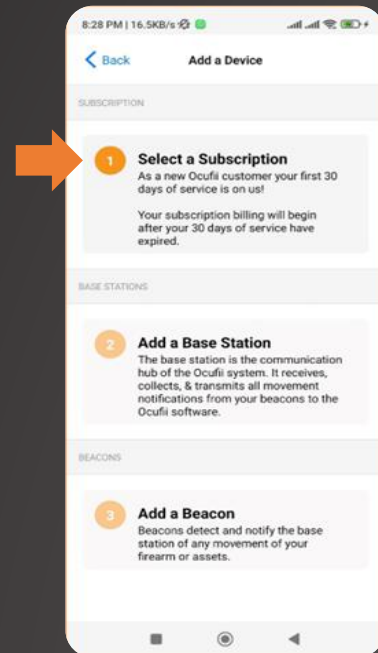 8:28 PM | 16.5KB/s
Back
Add a Device
SUBSCRIPTION
1
Select a Subscription
As a new Ocufii customer your first 30
days of service is on us!
Your subscription billing will begin
after your 30 days of service have
expired.
BASE STATIONS
2
Add a Base Station
The base station is the communication
hub of the Ocufii system. It receives,
collects, & transmits all movement
notifications from your beacons to the
Ocufii software.
BEACONS
3
Add a Beacon
Beacons detect and notify the base
station of any movement of your
firearm or assets.